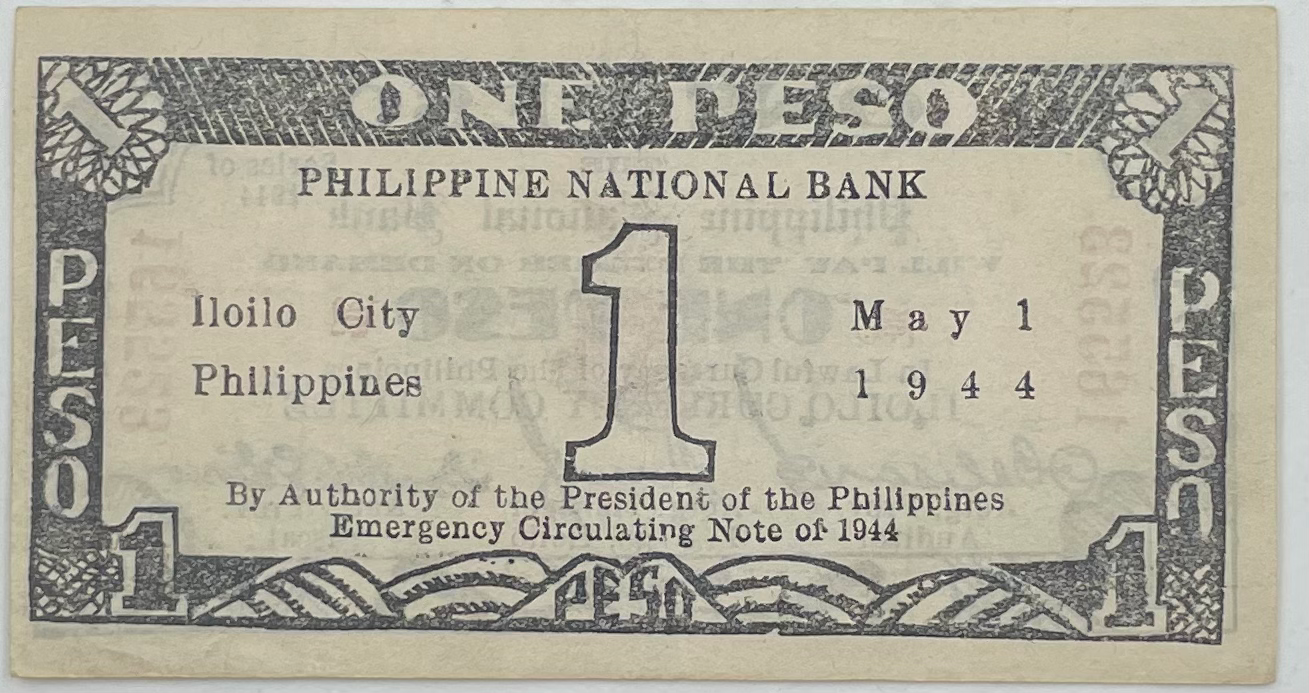 1 ONE PESO 1
PHILIPPINE NATIONAL BANK
1
Iloilo City May 1
Philippines 1944
PESO
PESO
By Authority of the President of the Philippines
Emergency Circulating Note of 1944
1 PESO 1